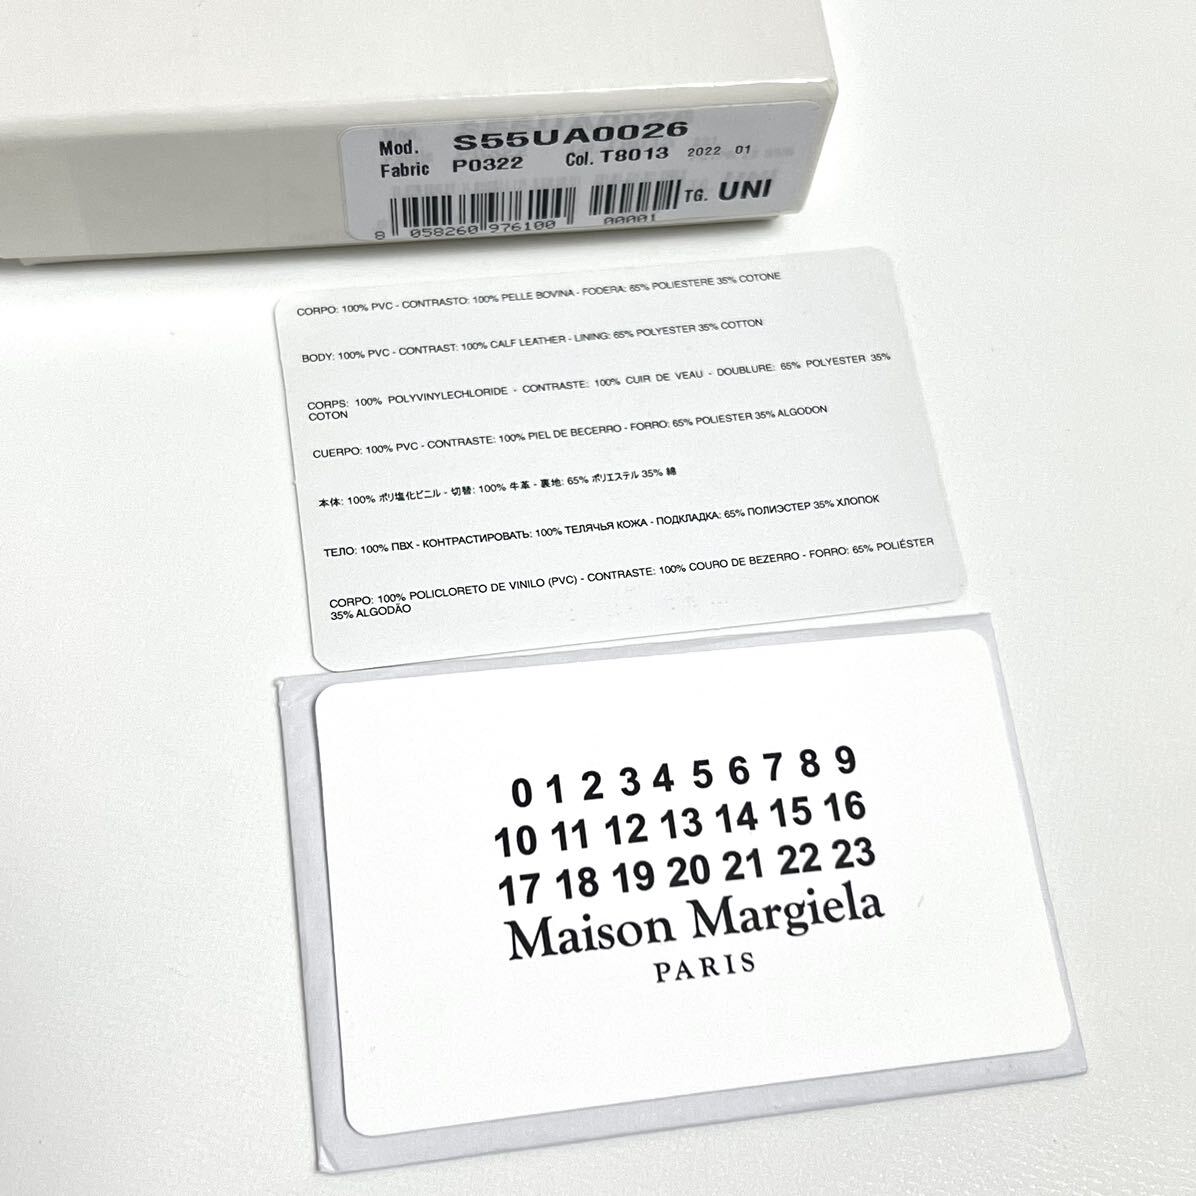 Mod. S55UA0026
Fabric P0322 Col. T8013 2022 01
TG. UNI
8 058260 976100 00001
CORPO: 100% PVC - CONTRASTO: 100% PELLE BOVINA - FODERA: 65% POLIESTERE 35% COTONE
BODY: 100% PVC - CONTRAST: 100% CALF LEATHER - LINING: 65% POLYESTER 35% COTTON
CORPS: 100% POLYVINYLECHLORIDE - CONTRASTE: 100% CUIR DE VEAU - DOUBLURE: 65% POLYESTER 35%
COTON
CUERPO: 100% PVC - CONTRASTE: 100% PIEL DE BECERRO - FORRO: 65% POLIESTER 35% ALGODON
本体: 100% ポリ塩化ビニル - 切替: 100% 牛革 - 裏地: 65% ポリエステル 35% 綿
ТЕЛО: 100% ПВХ - КОНТРАСТИРОВАТЬ: 100% ТЕЛЯЧЬЯ КОЖА - ПОДКЛАДКА: 65% ПОЛИЭСТЕР 35% ХЛОПОК
CORPO: 100% POLICLORETO DE VINILO (PVC) - CONTRASTE: 100% COURO DE BEZERRO - FORRO: 65% POLIÉSTER
35% ALGODÃO
0 1 2 3 4 5 6 7 8 9
10 11 12 13 14 15 16
17 18 19 20 21 22 23
Maison Margiela
PARIS